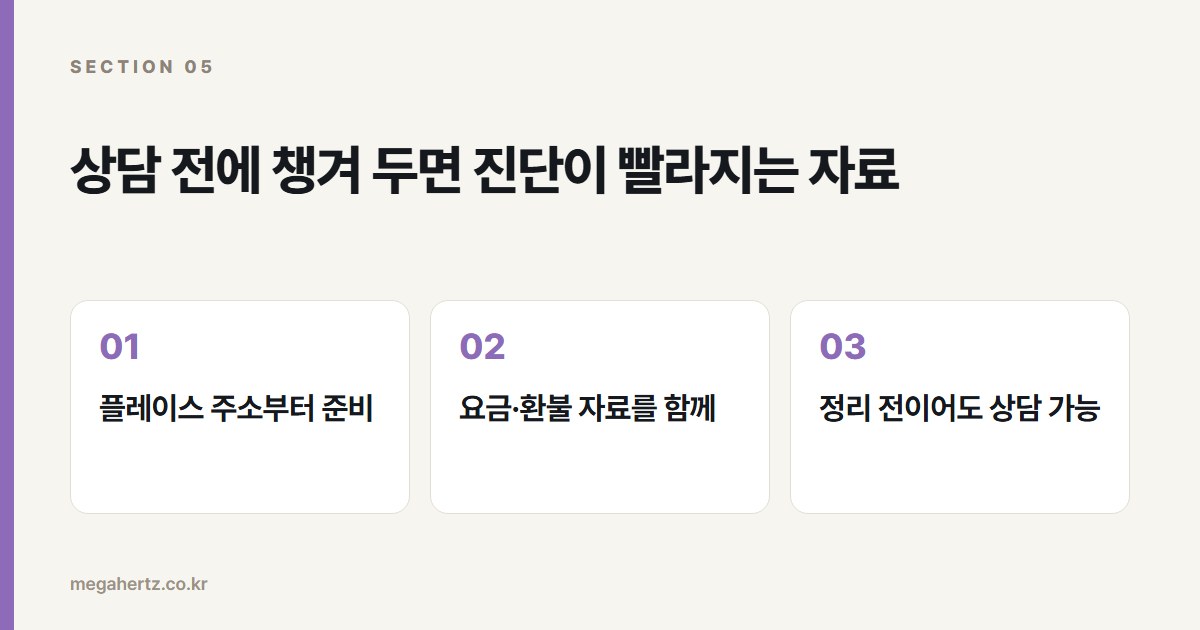 SECTION 05
상담 전에 챙겨 두면 진단이 빨라지는 자료
01
플레이스 주소부터 준비
02
요금·환불 자료를 함께
03
정리 전이어도 상담 가능
megahertz.co.kr